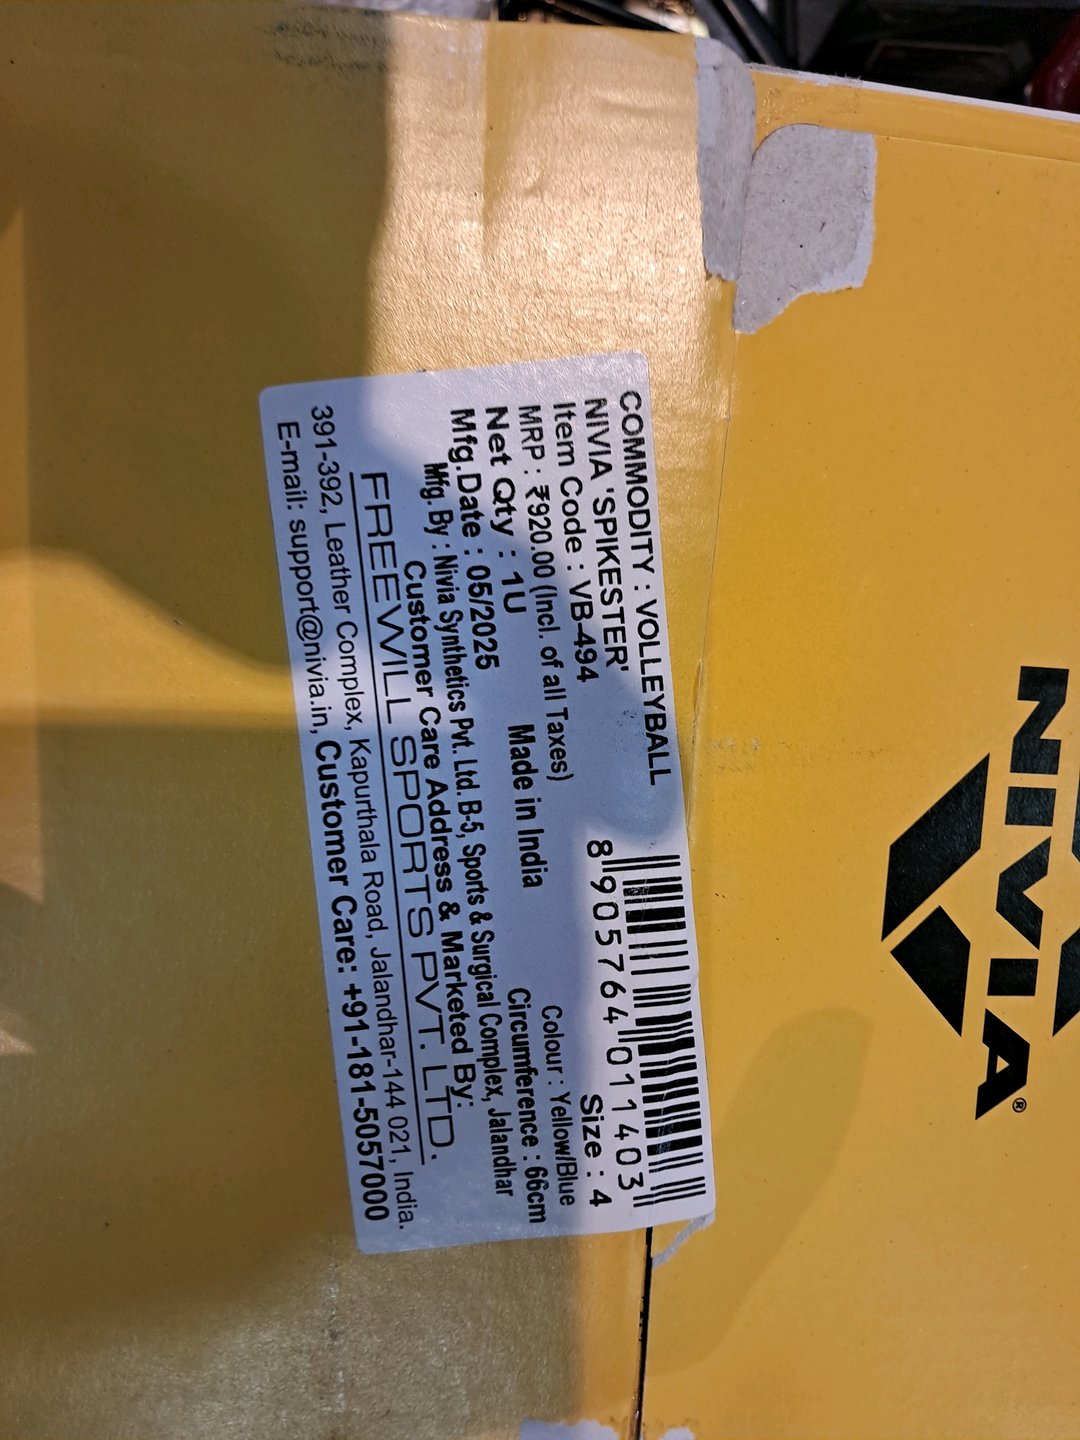 COMMODITY : VOLLEYBALL
NIVIA 'SPIKESTER'
Item Code : VB-494
MRP : ₹920.00 (Incl. of all Taxes)
Net Qty : 1U Made in India
Mfg.Date : 05/2025
8 905764 011403
Size : 4
Colour : Yellow/Blue
Circumference : 66cm
Mfg. By : Nivia Synthetics Pvt. Ltd. B-5, Sports & Surgical Complex, Jalandhar
Customer Care Address & Marketed By:
FREEWILL SPORTS PVT. LTD.
391-392, Leather Complex, Kapurthala Road, Jalandhar-144 021, India.
E-mail: support@nivia.in, Customer Care: +91-181-5057000
NIVIA®